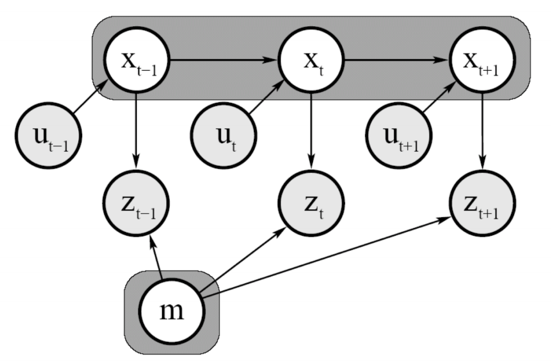 x_{t−1} x_t x_{t+1}
u_{t−1} u_t u_{t+1}
z_{t−1} z_t z_{t+1}
m